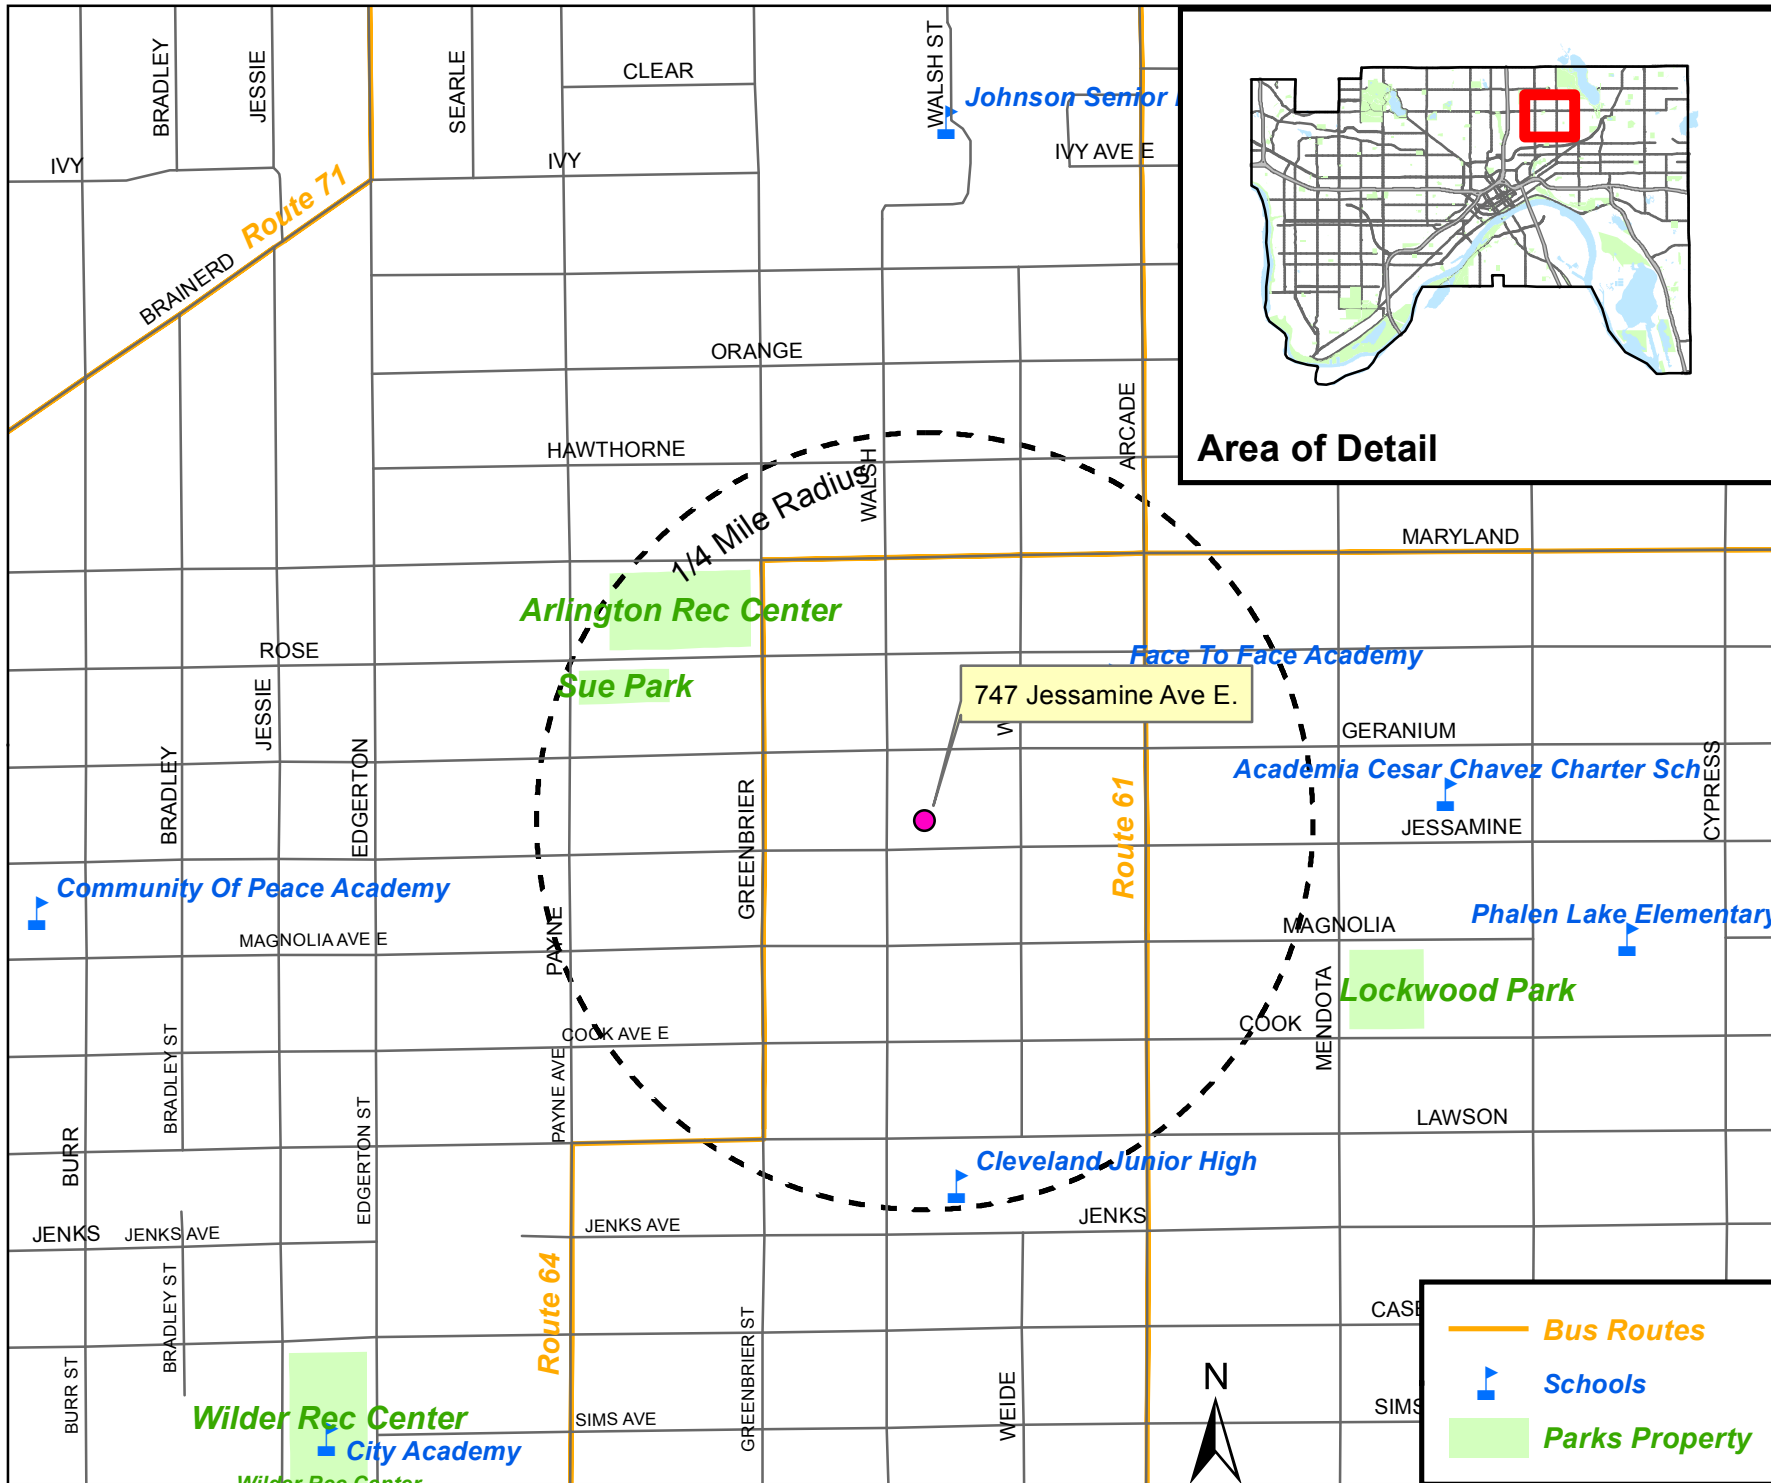 BRADLEY
JESSIE
SEARLE
CLEAR
WALSH ST
Johnson Senior
IVY
IVY
IVY AVE E
Route 71
BRAINERD
ORANGE
HAWTHORNE
WALSH
ARCADE
Area of Detail
1/4 Mile Radius
MARYLAND
Arlington Rec Center
ROSE
Face To Face Academy
Sue Park
747 Jessamine Ave E.
JESSIE
GERANIUM
BRADLEY
EDGERTON
GREENBRIER
Route 61
Academia Cesar Chavez Charter Sch
CYPRESS
JESSAMINE
Community Of Peace Academy
PAYNE
Phalen Lake Elementary
MAGNOLIA AVE E
MAGNOLIA
MENDOTA
Lockwood Park
COOK AVE E
COOK
BRADLEY ST
PAYNE AVE
EDGERTON ST
LAWSON
BURR
Cleveland Junior High
JENKS
JENKS AVE
JENKS AVE
JENKS
BRADLEY ST
Route 64
GREENBRIER ST
BURR ST
WEIDE
N
Bus Routes
Schools
Parks Property
SIMS AVE
SIMS
Wilder Rec Center
City Academy
Wilder Rec Center